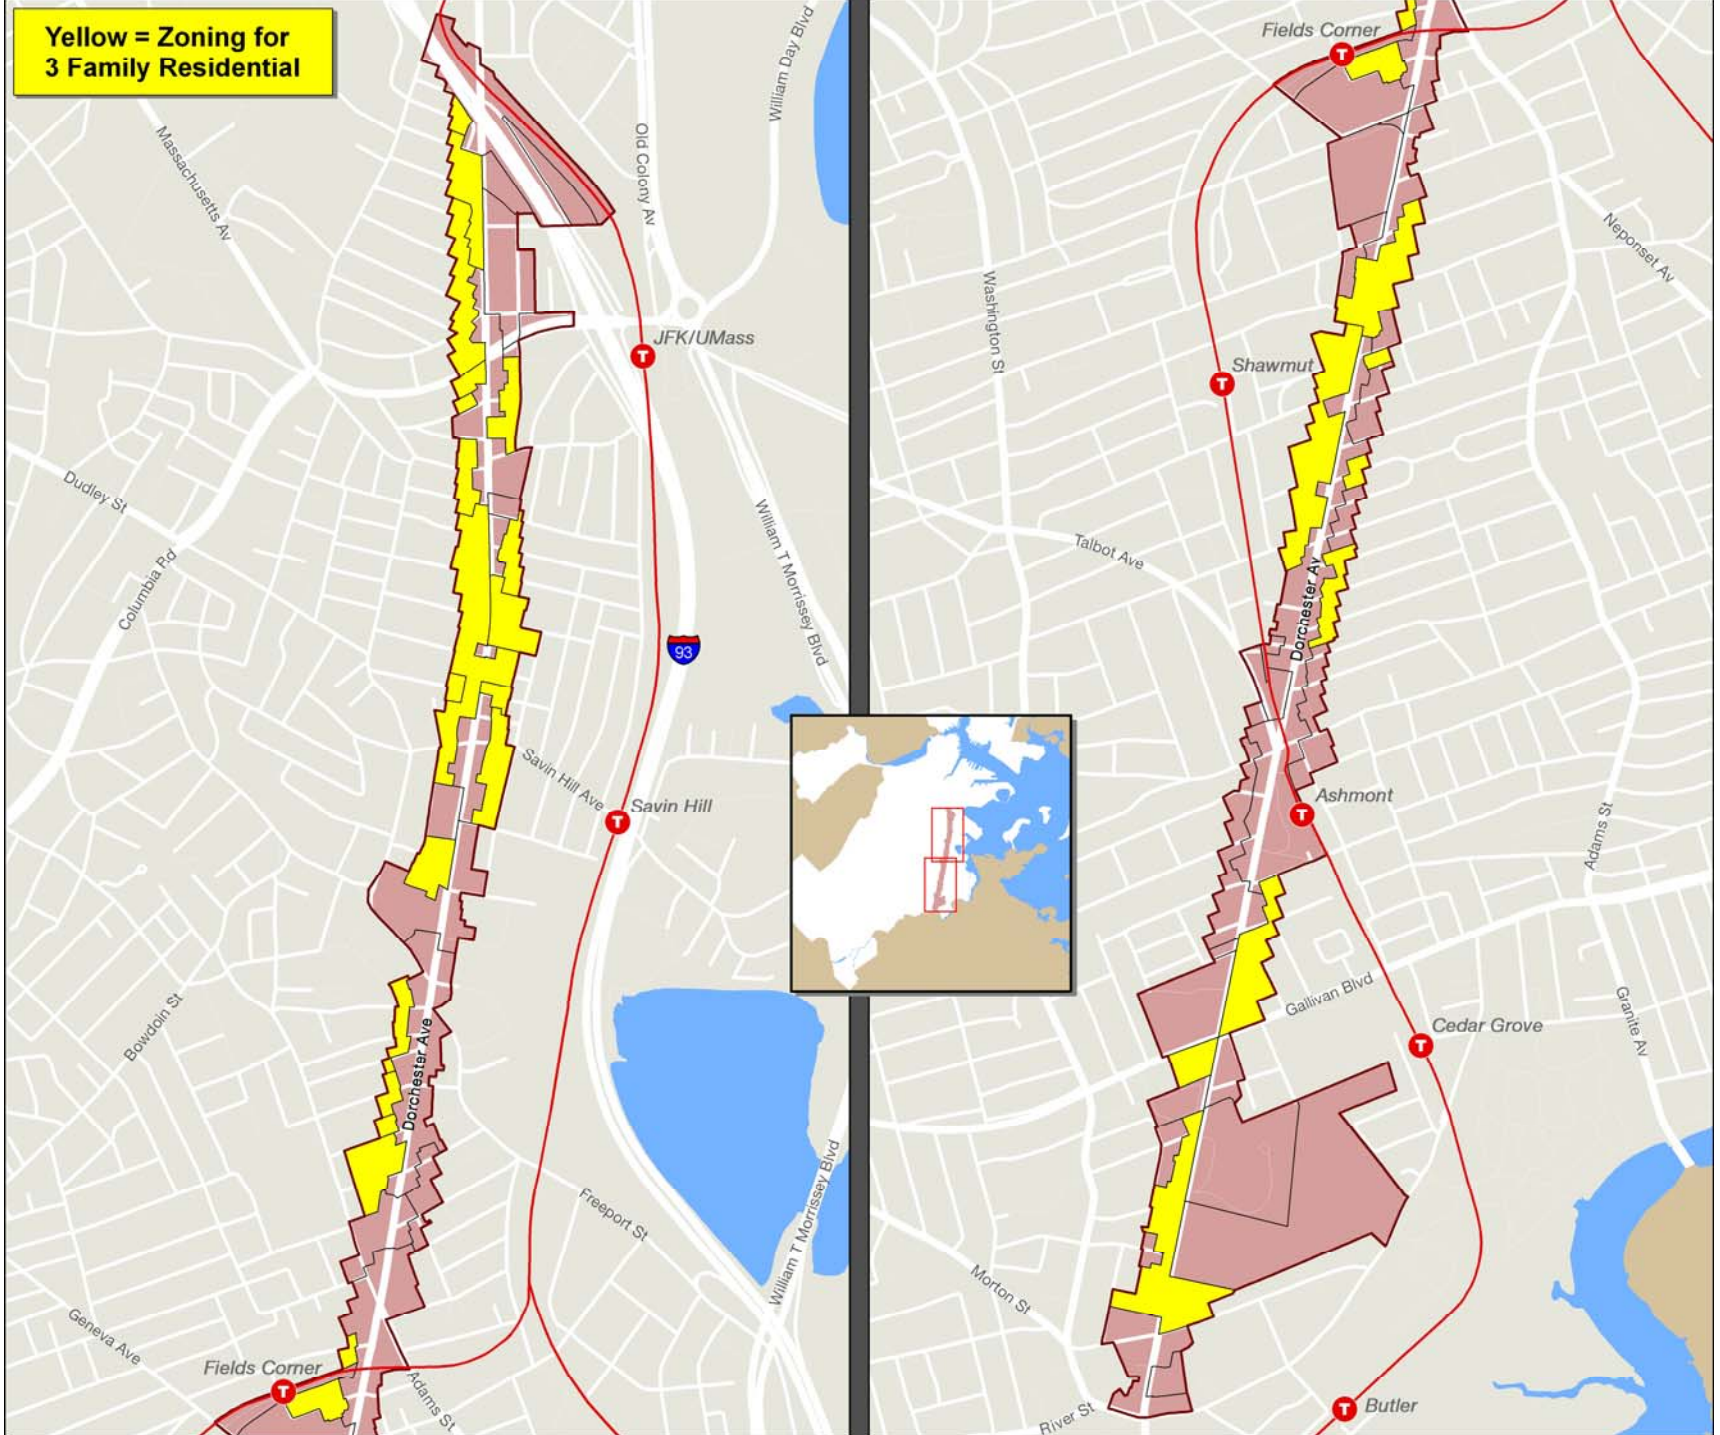 Yellow = Zoning for
3 Family Residential
Massachusetts Av
Old Colony Av
William Day Blvd
T
JFK/UMass
Dudley St
Columbia Rd
William T Morrissey Blvd
93
Savin Hill Ave
T
Savin Hill
Bowdoin St
Dorchester Ave
Freeport St
William T Morrissey Blvd
Geneva Ave
Fields Corner
T
Adams St
Fields Corner
T
Washington St
Neponset Av
Shawmut
T
Talbot Ave
Dorchester Av
Ashmont
T
Adams St
Gallivan Blvd
Granite Av
Cedar Grove
T
Morton St
River St
T
Butler